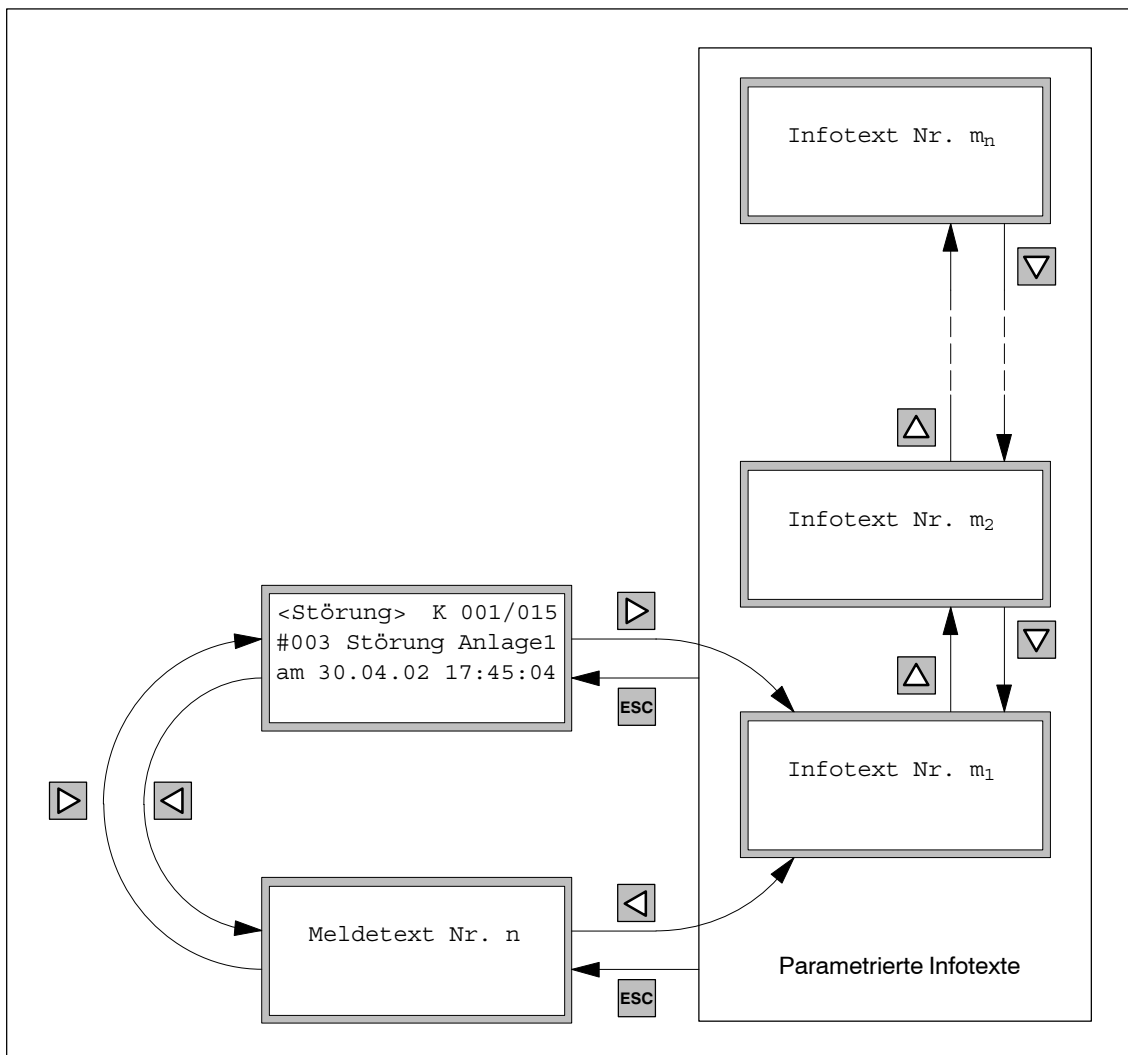 Infotext Nr. mn
Infotext Nr. m2
<Störung> K 001/015
#003 Störung Anlage1
am 30.04.02 17:45:04
ESC
Infotext Nr. m1
Meldetext Nr. n
ESC
Parametrierte Infotexte